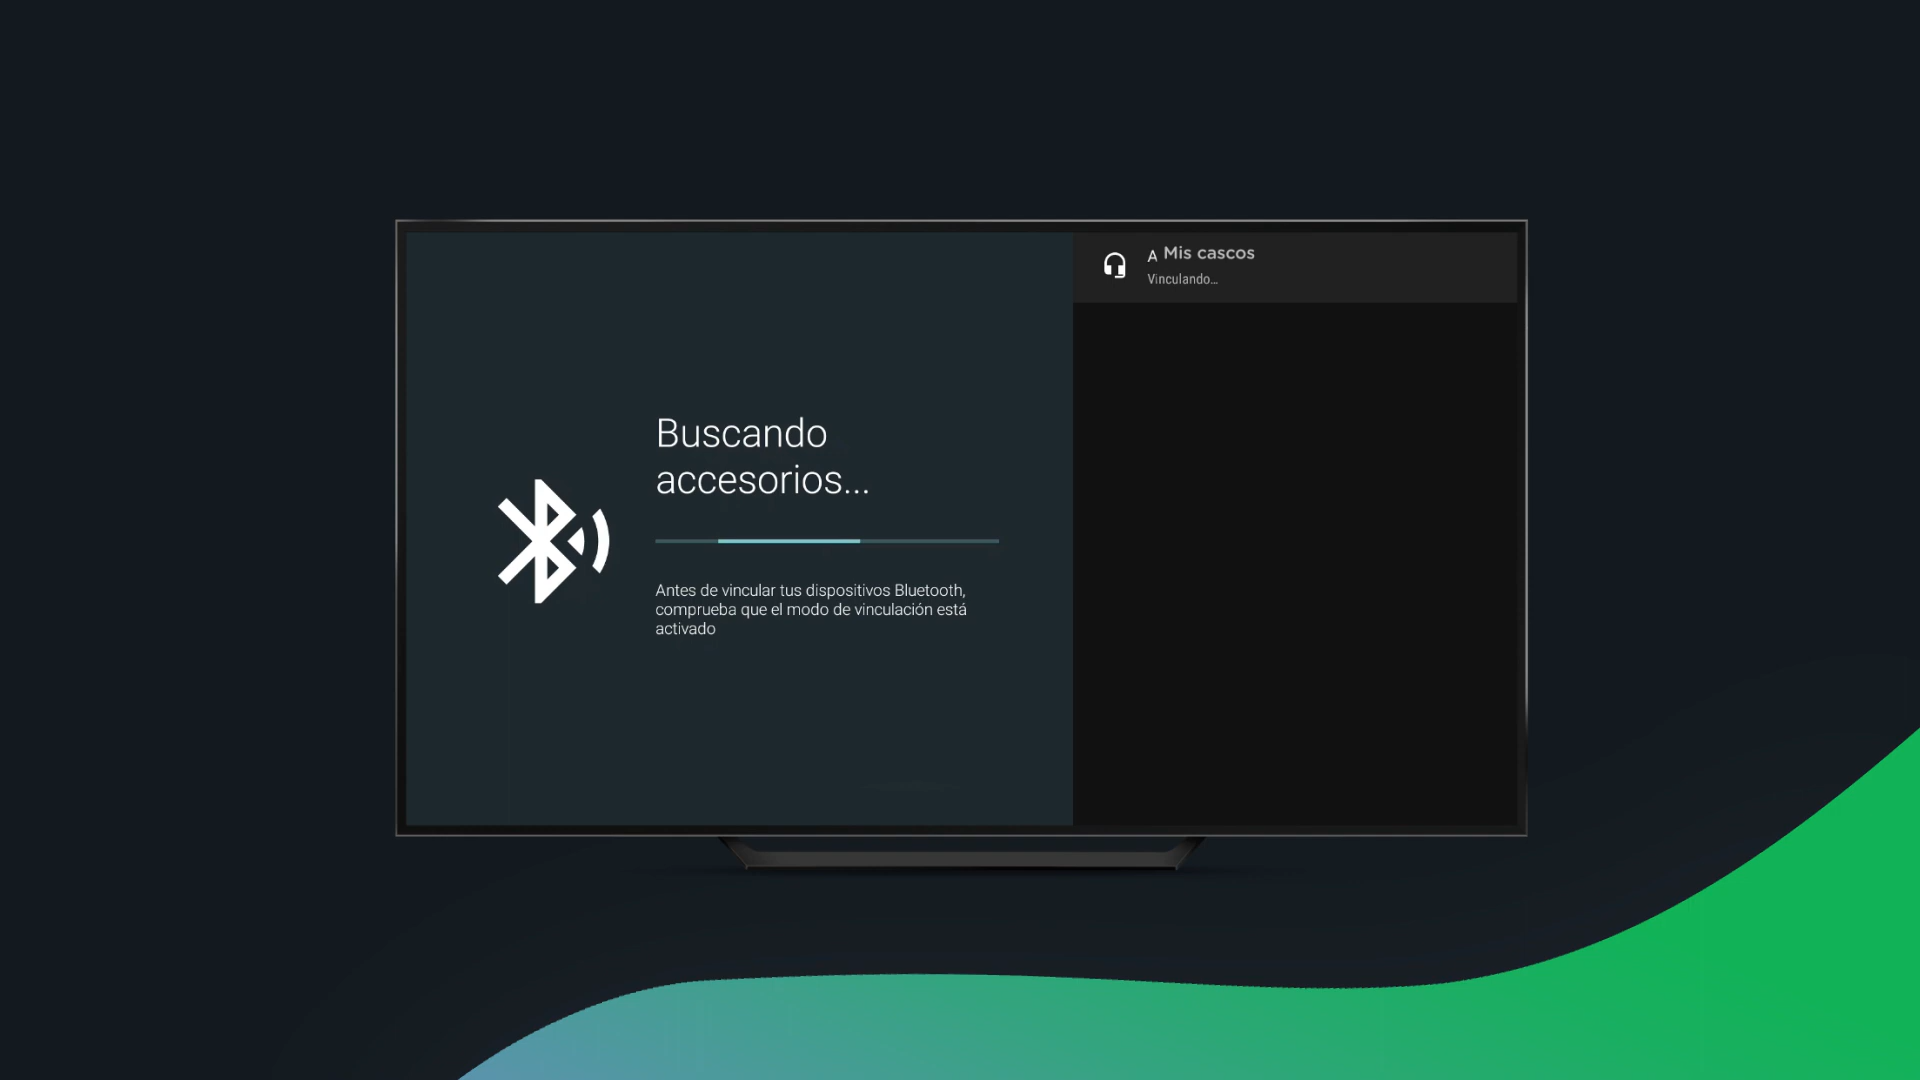 Buscando
accesorios...
Antes de vincular tus dispositivos Bluetooth,
comprueba que el modo de vinculación está
activado
A Mis cascos
Vinculando...